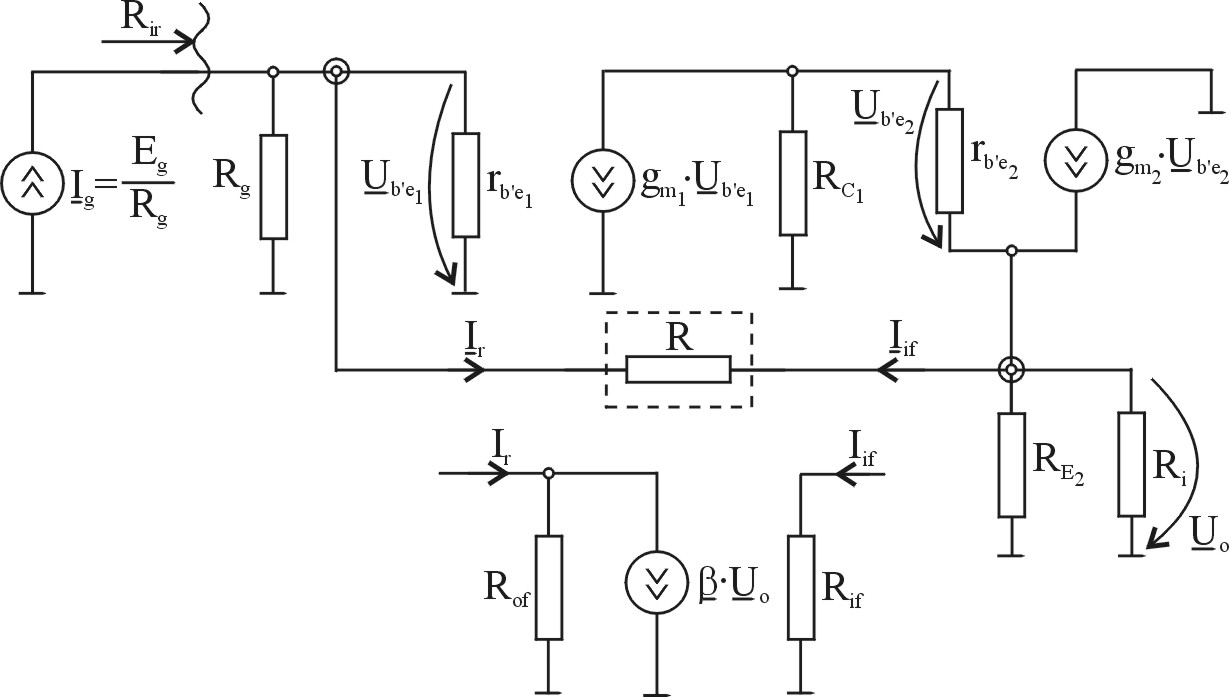 R_ir
I_g = E_g / R_g
R_g
U_b'e1
r_b'e1
g_m1·U_b'e1
R_C1
U_b'e2
r_b'e2
g_m2·U_b'e2
I_r
R
I_if
R_E2
R_i
U_o
I_r
R_of
β·U_o
I_if
R_if